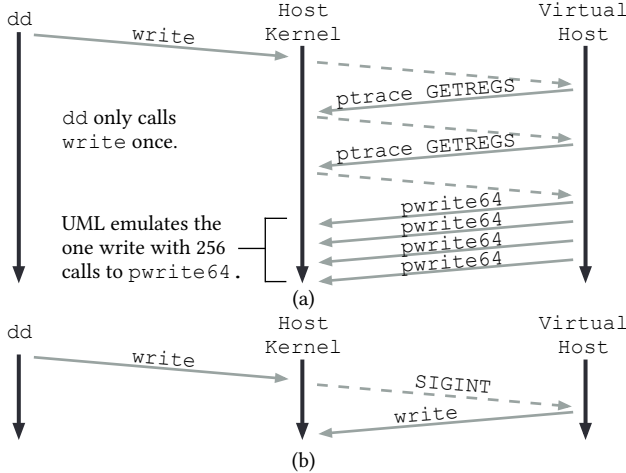 dd
Host
Kernel
Virtual
Host
write
ptrace GETREGS
dd only calls
write once.
ptrace GETREGS
pwrite64
UML emulates the
one write with 256
calls to pwrite64.
pwrite64
pwrite64
pwrite64
(a)
dd
Host
Kernel
Virtual
Host
write
SIGINT
write
(b)